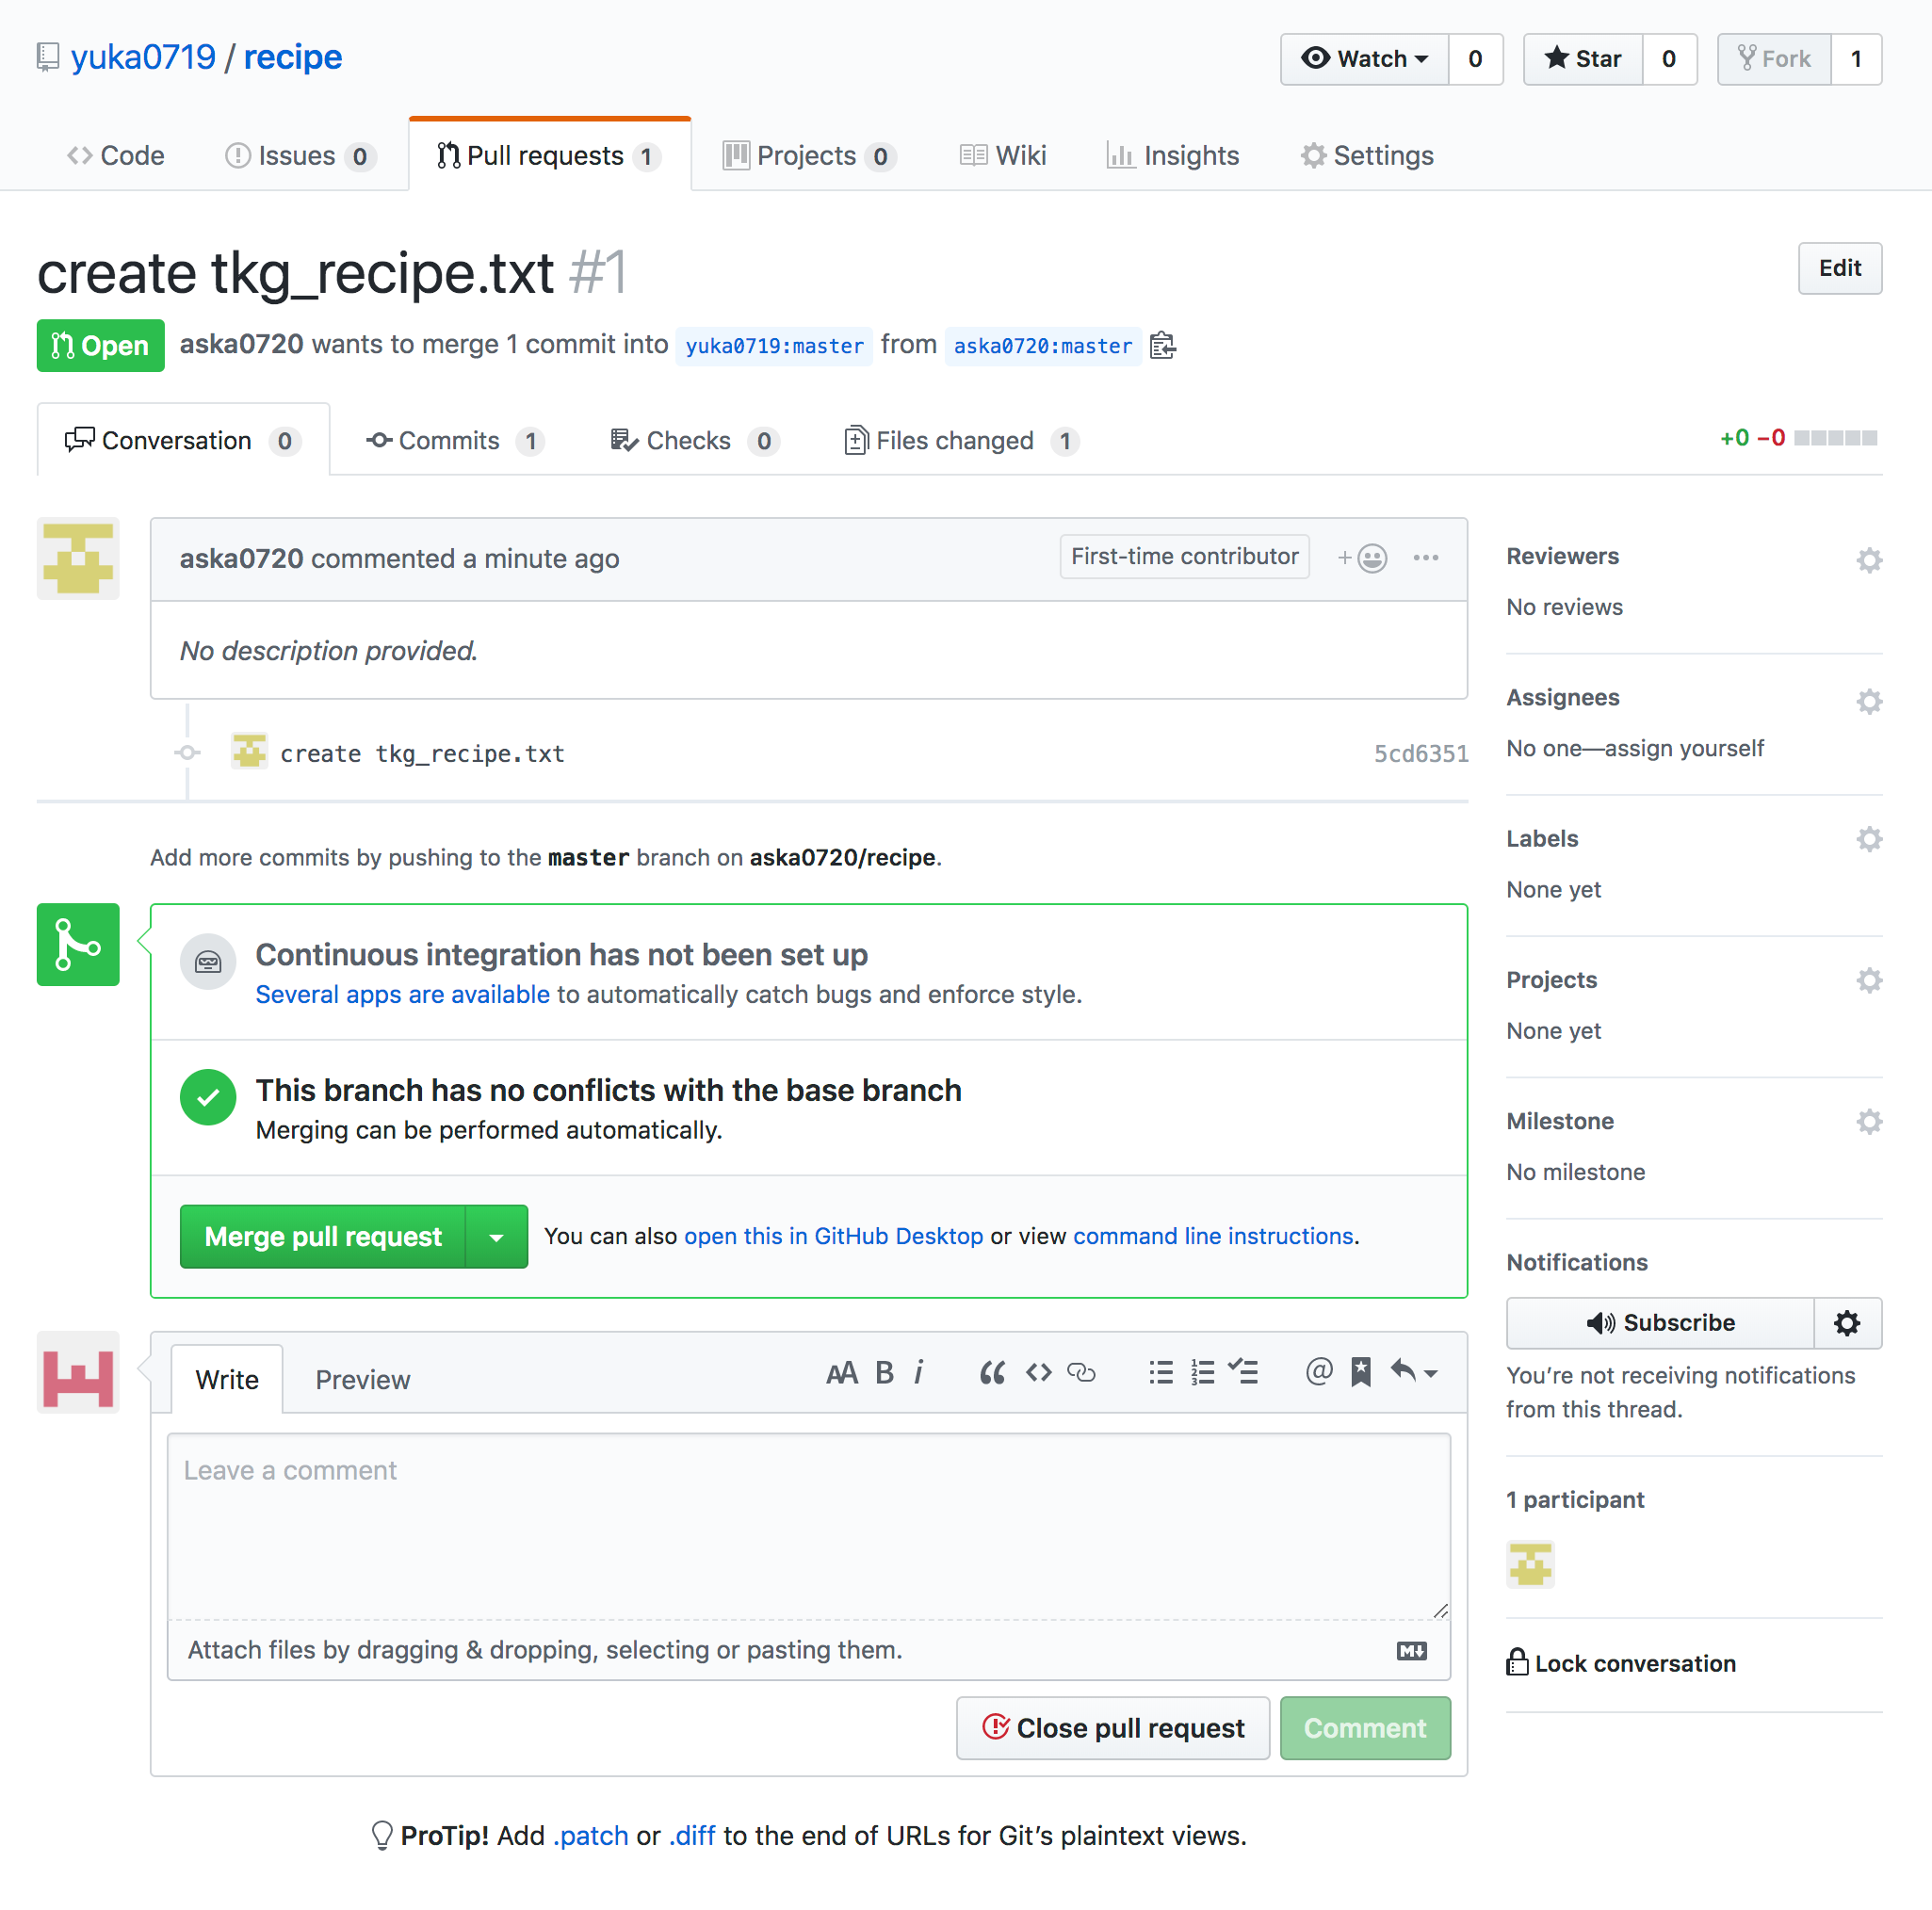 yuka0719 / recipe
Watch 0 Star 0 Fork 1
Code Issues 0 Pull requests 1 Projects 0 Wiki Insights Settings
create tkg_recipe.txt #1
Edit
Open aska0720 wants to merge 1 commit into yuka0719:master from aska0720:master
Conversation 0 Commits 1 Checks 0 Files changed 1
+0 −0
aska0720 commented a minute ago
First-time contributor
No description provided.
create tkg_recipe.txt 5cd6351
Add more commits by pushing to the master branch on aska0720/recipe.
Continuous integration has not been set up
Several apps are available to automatically catch bugs and enforce style.
This branch has no conflicts with the base branch
Merging can be performed automatically.
Merge pull request You can also open this in GitHub Desktop or view command line instructions.
Write Preview
Leave a comment
Attach files by dragging & dropping, selecting or pasting them.
Close pull request Comment
Reviewers
No reviews
Assignees
No one—assign yourself
Labels
None yet
Projects
None yet
Milestone
No milestone
Notifications
Subscribe
You’re not receiving notifications
from this thread.
1 participant
Lock conversation
ProTip! Add .patch or .diff to the end of URLs for Git’s plaintext views.